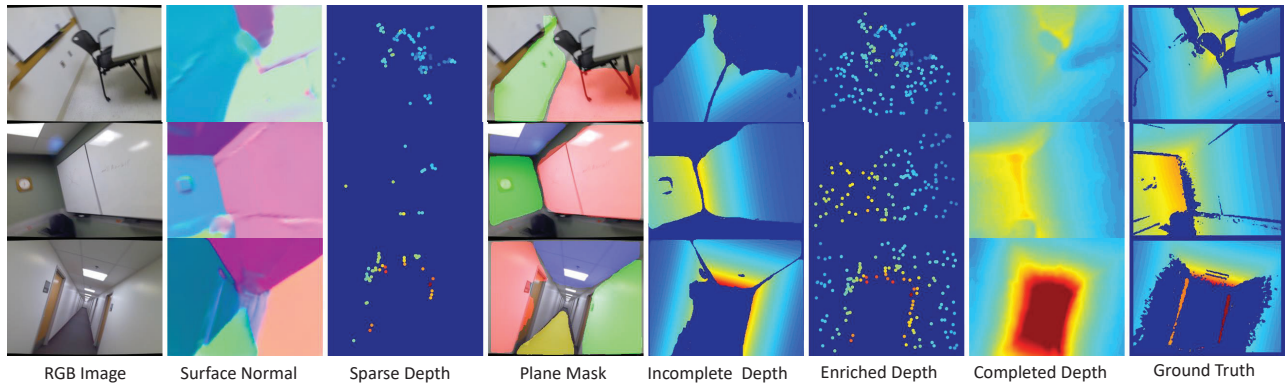 RGB Image
Surface Normal
Sparse Depth
Plane Mask
Incomplete Depth
Enriched Depth
Completed Depth
Ground Truth